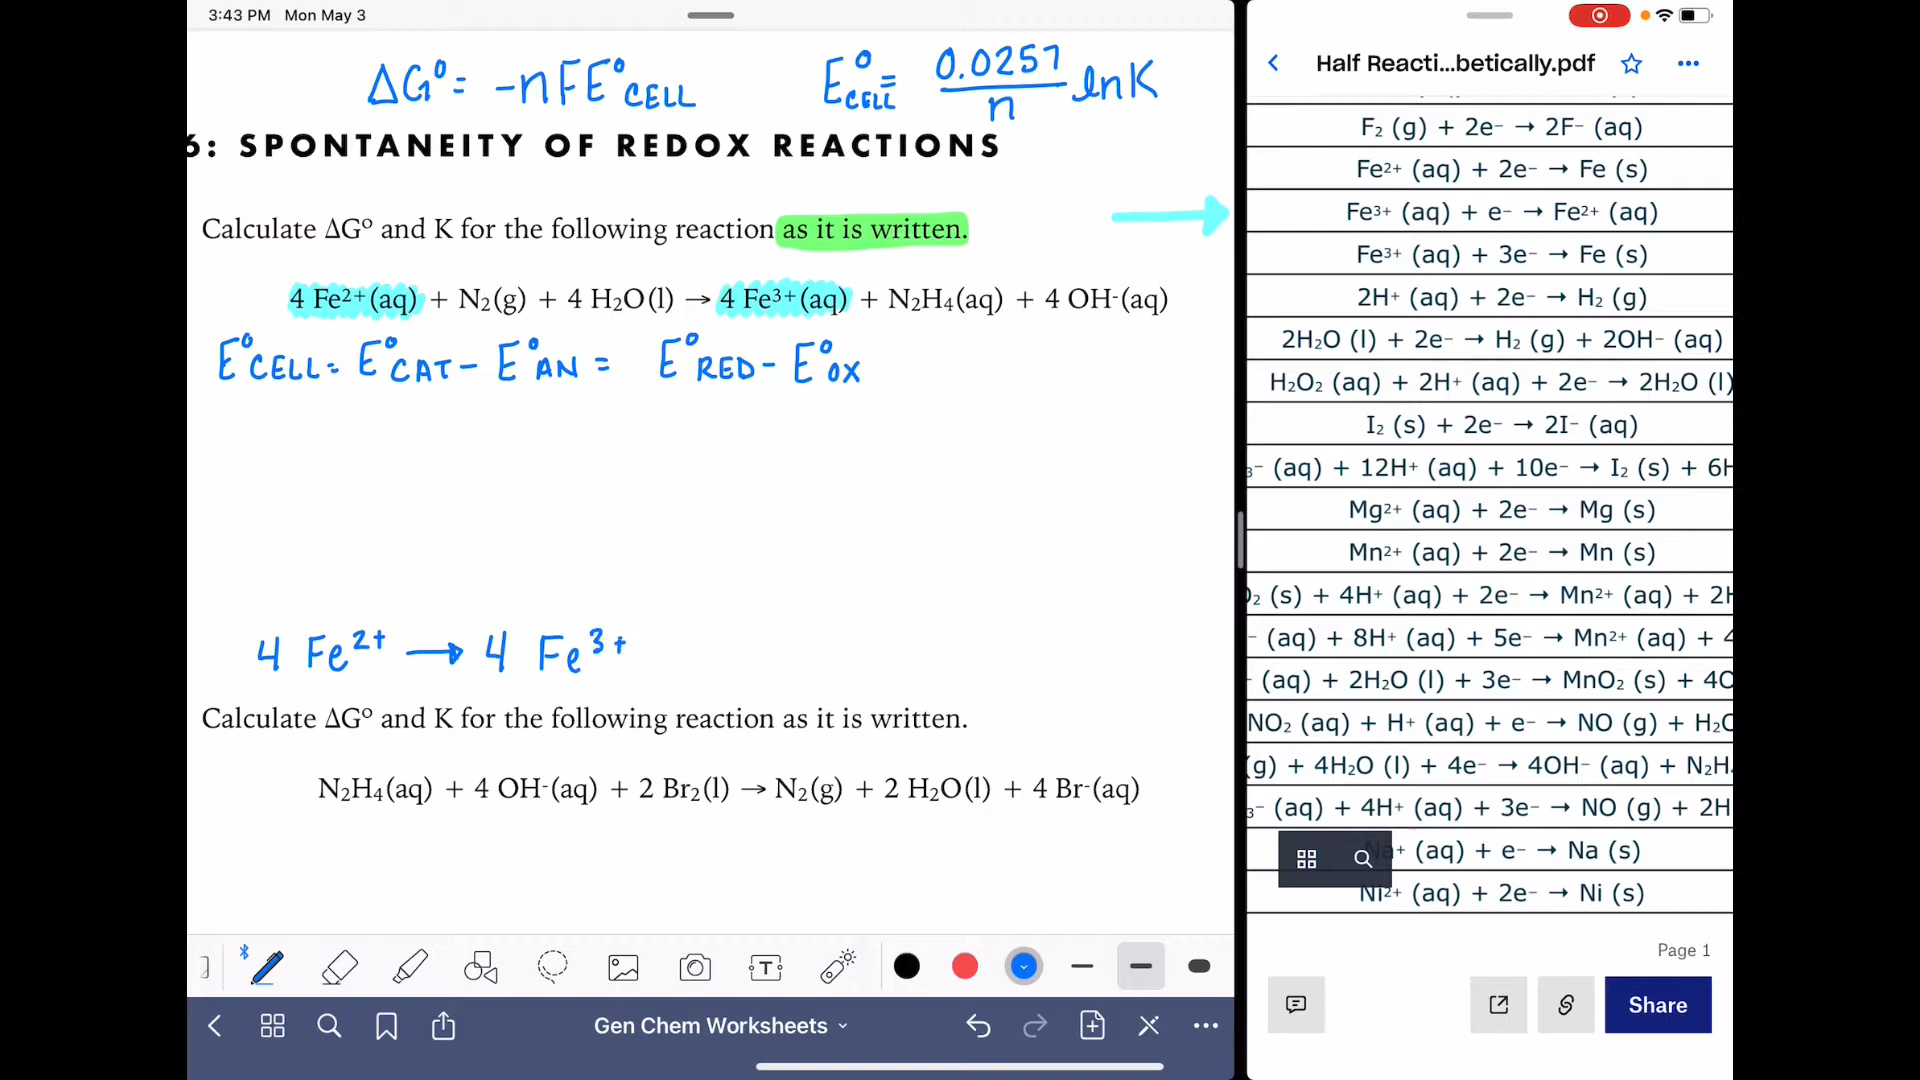 3:43 PM Mon May 3
ΔG° = -nFE°CELL
E°CELL = 0.0257/n lnK
6: SPONTANEITY OF REDOX REACTIONS
Calculate ΔG° and K for the following reaction as it is written.
4 Fe²⁺(aq) + N₂(g) + 4 H₂O(l) → 4 Fe³⁺(aq) + N₂H₄(aq) + 4 OH⁻(aq)
E°CELL = E°CAT - E°AN = E°RED - E°OX
4 Fe²⁺ → 4 Fe³⁺
Calculate ΔG° and K for the following reaction as it is written.
N₂H₄(aq) + 4 OH⁻(aq) + 2 Br₂(l) → N₂(g) + 2 H₂O(l) + 4 Br⁻(aq)
Gen Chem Worksheets
Half Reacti...betically.pdf
F₂ (g) + 2e⁻ → 2F⁻ (aq)
Fe²⁺ (aq) + 2e⁻ → Fe (s)
Fe³⁺ (aq) + e⁻ → Fe²⁺ (aq)
Fe³⁺ (aq) + 3e⁻ → Fe (s)
2H⁺ (aq) + 2e⁻ → H₂ (g)
2H₂O (l) + 2e⁻ → H₂ (g) + 2OH⁻ (aq)
H₂O₂ (aq) + 2H⁺ (aq) + 2e⁻ → 2H₂O (l)
I₂ (s) + 2e⁻ → 2I⁻ (aq)
₃⁻ (aq) + 12H⁺ (aq) + 10e⁻ → I₂ (s) + 6H
Mg²⁺ (aq) + 2e⁻ → Mg (s)
Mn²⁺ (aq) + 2e⁻ → Mn (s)
₂ (s) + 4H⁺ (aq) + 2e⁻ → Mn²⁺ (aq) + 2H
⁻ (aq) + 8H⁺ (aq) + 5e⁻ → Mn²⁺ (aq) + 4
(aq) + 2H₂O (l) + 3e⁻ → MnO₂ (s) + 4O
NO₂ (aq) + H⁺ (aq) + e⁻ → NO (g) + H₂O
(g) + 4H₂O (l) + 4e⁻ → 4OH⁻ (aq) + N₂H
₃⁻ (aq) + 4H⁺ (aq) + 3e⁻ → NO (g) + 2H
Na⁺ (aq) + e⁻ → Na (s)
Ni²⁺ (aq) + 2e⁻ → Ni (s)
Page 1
Share